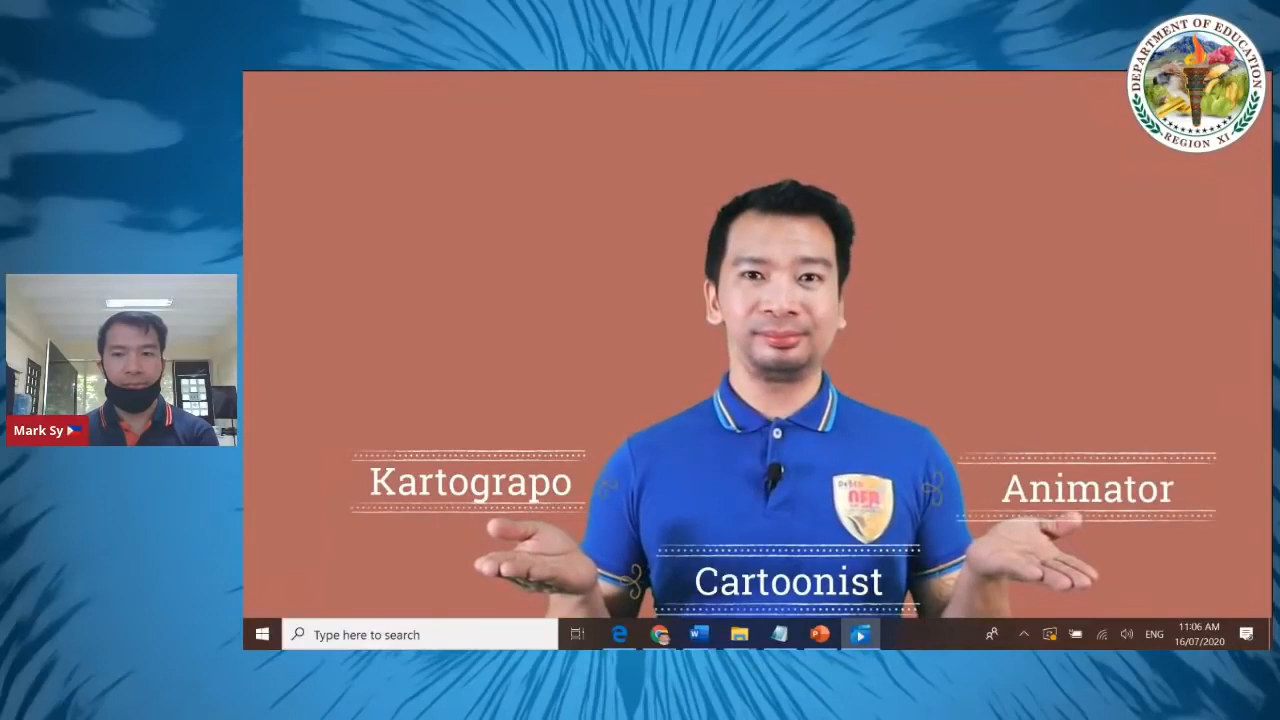 DEPARTMENT OF EDUCATION
REGION XI
Kartograpo
Animator
Cartoonist
Mark Sy
Type here to search
ENG
11:06 AM
16/07/2020